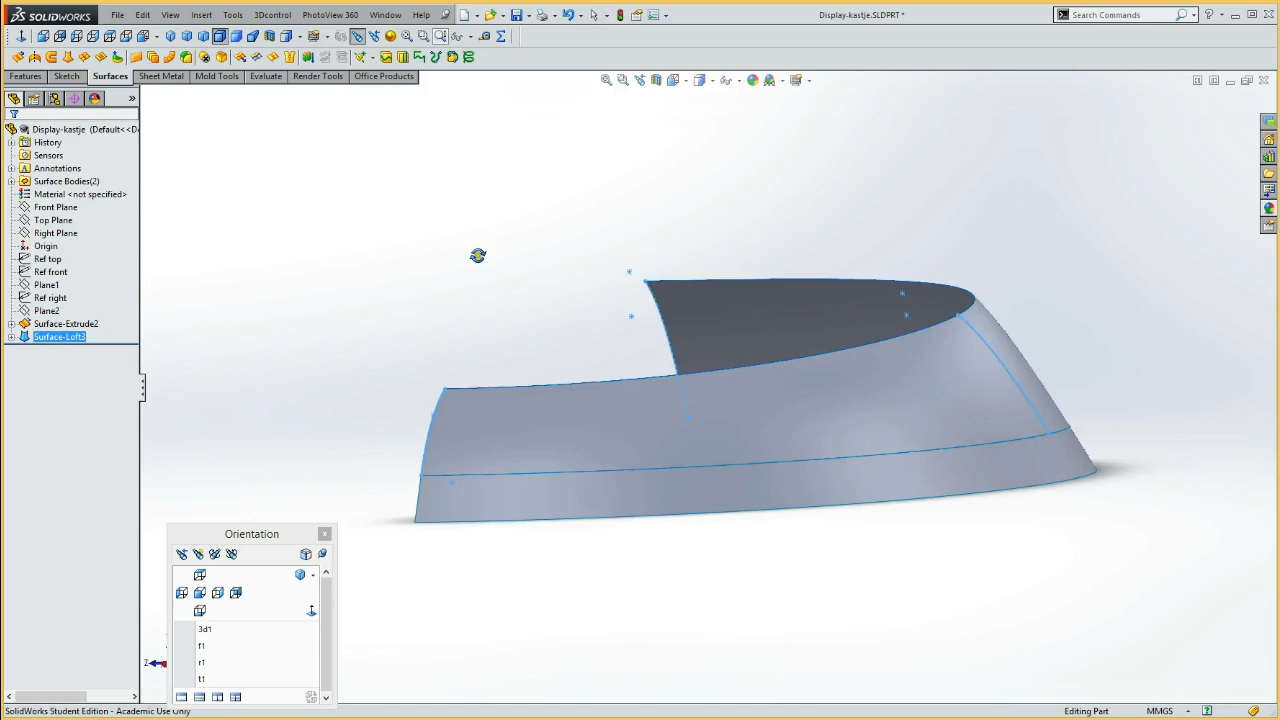 SOLIDWORKS File Edit View Insert Tools 3Dcontrol PhotoView 360 Window Help Display-kastje.SLDPRT * Search Commands
Features Sketch Surfaces Sheet Metal Mold Tools Evaluate Render Tools Office Products
Display-kastje (Default<<D
History
Sensors
Annotations
Surface Bodies(2)
Material <not specified>
Front Plane
Top Plane
Right Plane
Origin
Ref top
Ref front
Plane1
Ref right
Plane2
Surface-Extrude2
Surface-Loft3
Orientation
3d1
f1
r1
t1
Z
SolidWorks Student Edition - Academic Use Only Editing Part MMGS